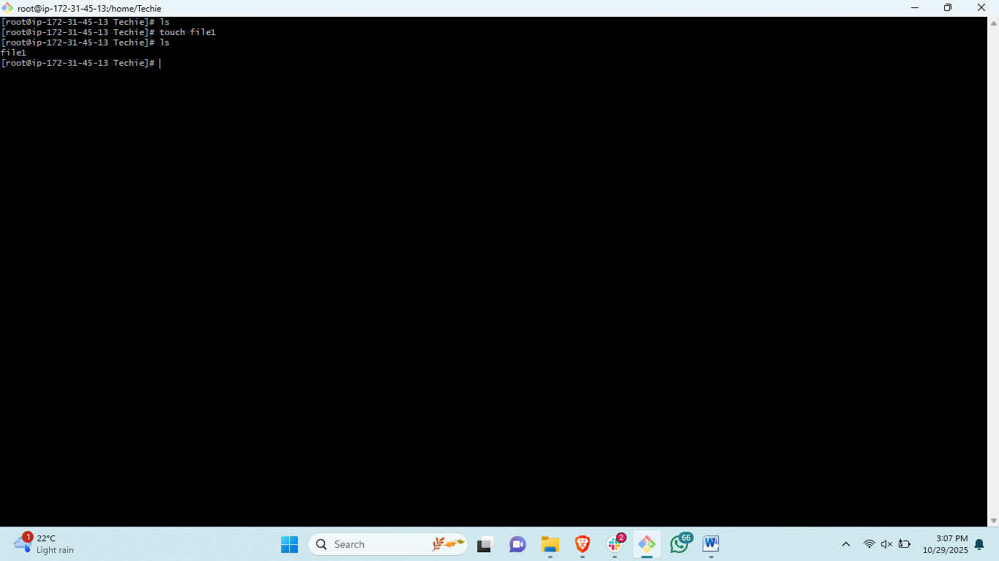 root@ip-172-31-45-13:/home/Techie
[root@ip-172-31-45-13 Techie]# ls
[root@ip-172-31-45-13 Techie]# touch file1
[root@ip-172-31-45-13 Techie]# ls
file1
[root@ip-172-31-45-13 Techie]#
1
22°C
Light rain
Search
2
66
W
3:07 PM
10/29/2025